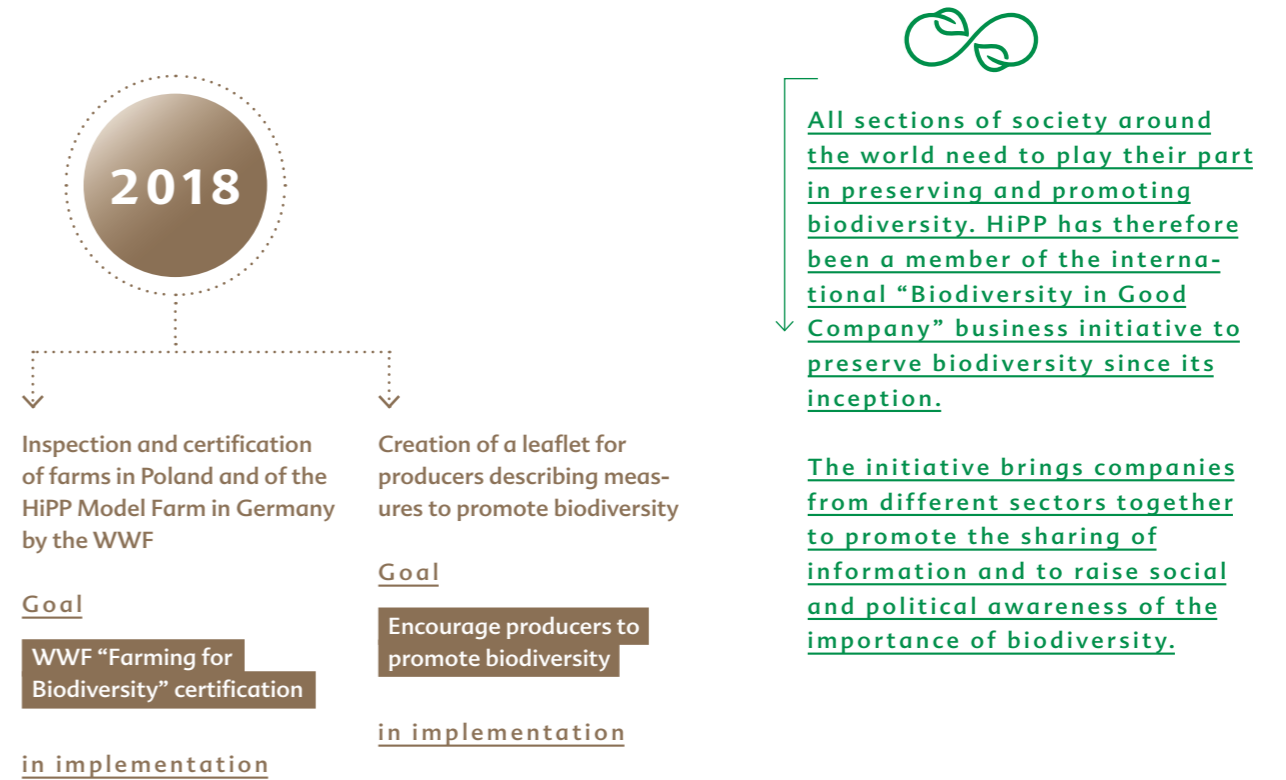 2018
Inspection and certification
of farms in Poland and of the
HiPP Model Farm in Germany
by the WWF
Goal
WWF “Farming for
Biodiversity” certification
in implementation
Creation of a leaflet for
producers describing meas-
ures to promote biodiversity
Goal
Encourage producers to
promote biodiversity
in implementation
All sections of society around
the world need to play their part
in preserving and promoting
biodiversity. HiPP has therefore
been a member of the interna-
tional “Biodiversity in Good
Company” business initiative to
preserve biodiversity since its
inception.
The initiative brings companies
from different sectors together
to promote the sharing of
information and to raise social
and political awareness of the
importance of biodiversity.